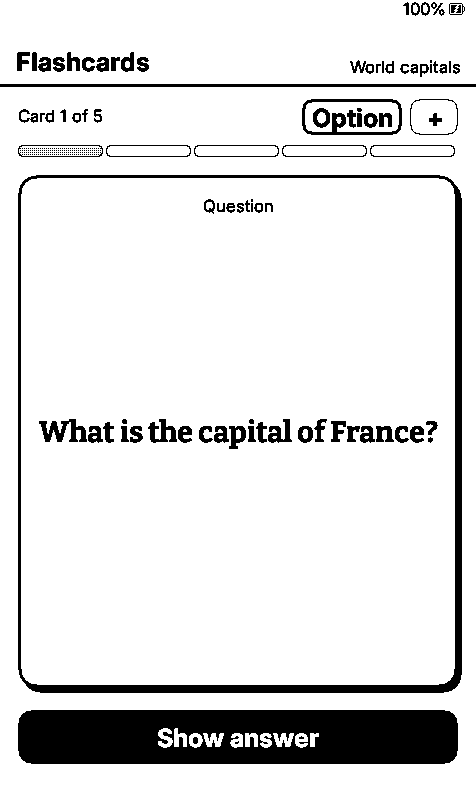 100%
Flashcards
World capitals
Card 1 of 5
Option
+
Question
What is the capital of France?
Show answer